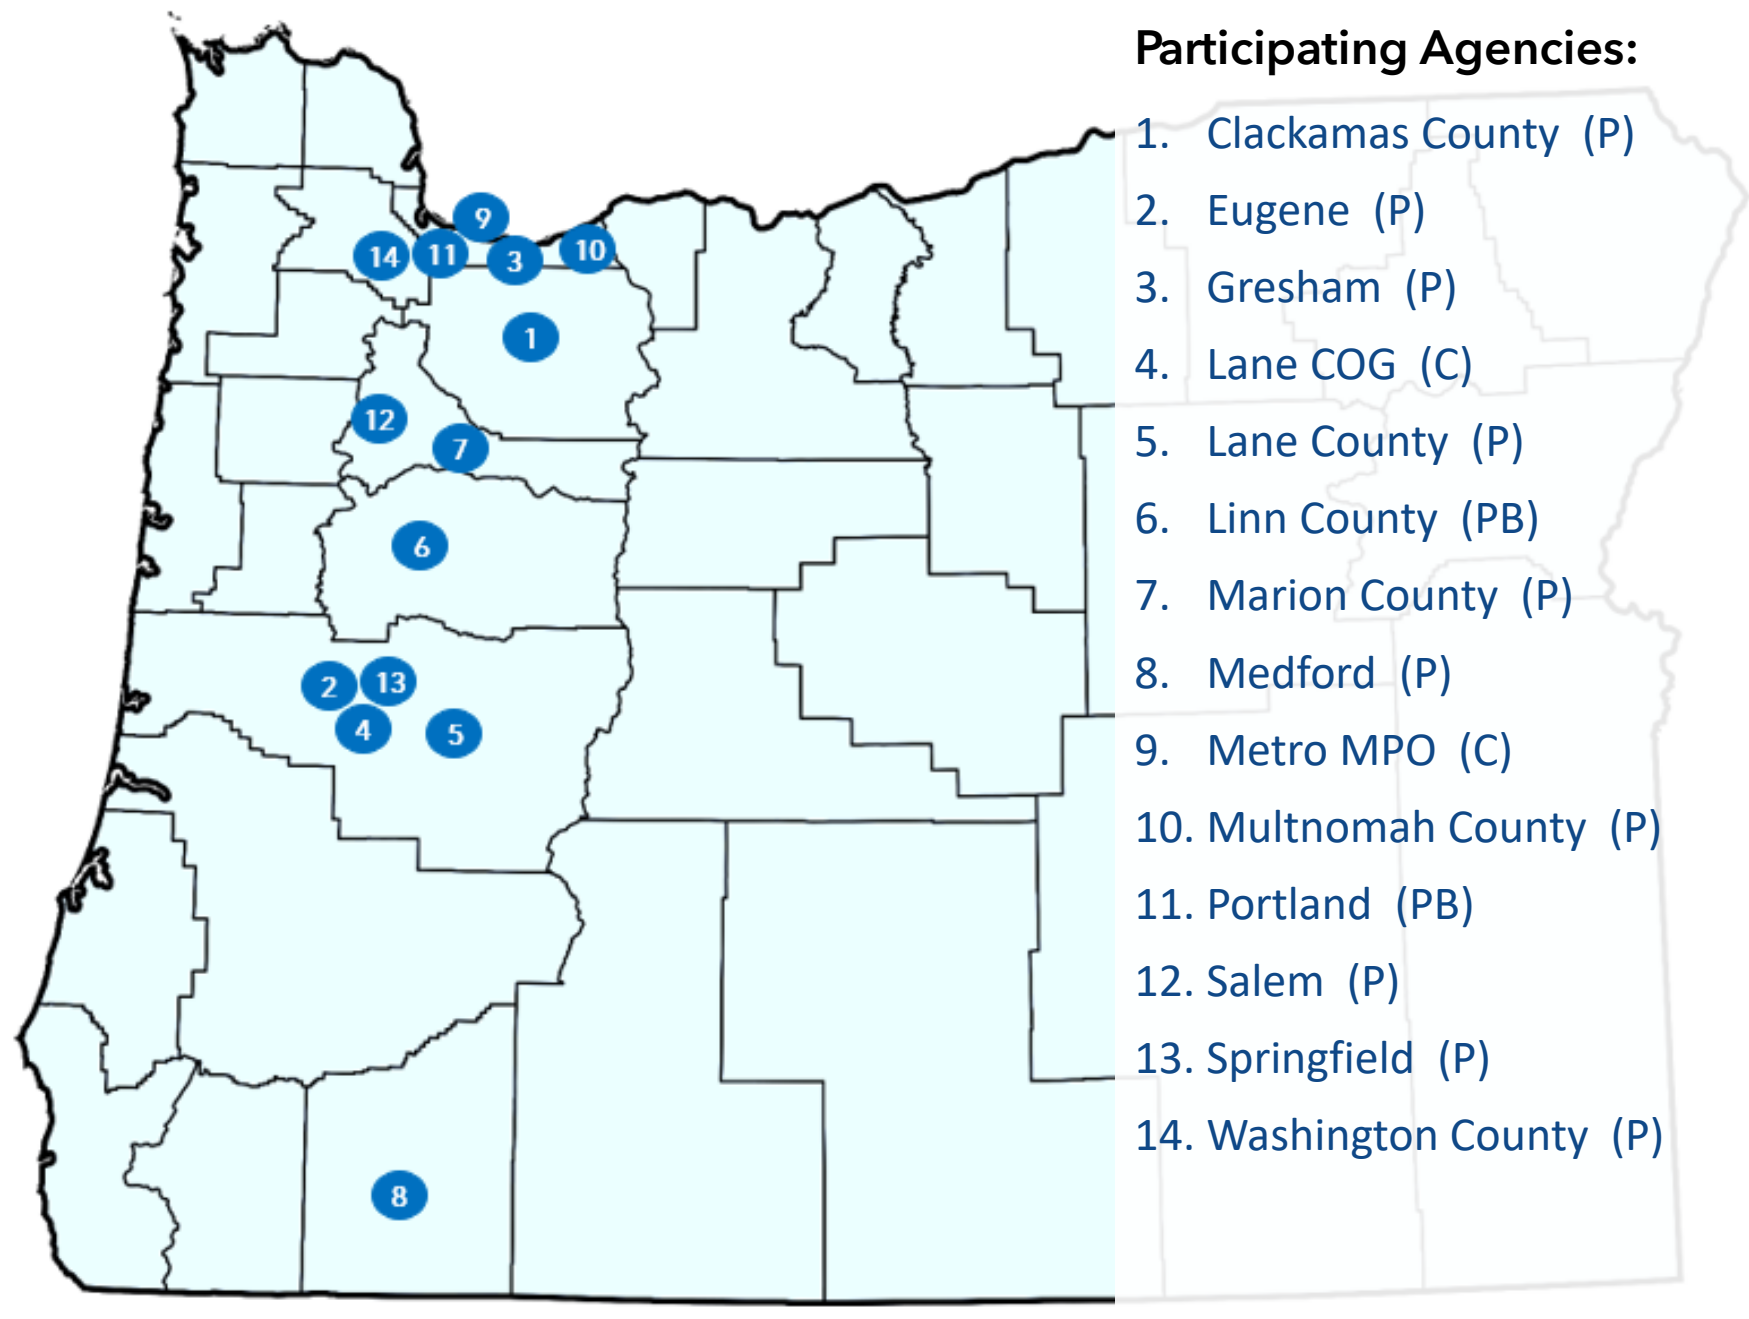 Participating Agencies:
1. Clackamas County (P)
2. Eugene (P)
3. Gresham (P)
4. Lane COG (C)
5. Lane County (P)
6. Linn County (PB)
7. Marion County (P)
8. Medford (P)
9. Metro MPO (C)
10. Multnomah County (P)
11. Portland (PB)
12. Salem (P)
13. Springfield (P)
14. Washington County (P)
9
14
11
3
10
1
12
7
6
2
13
4
5
8